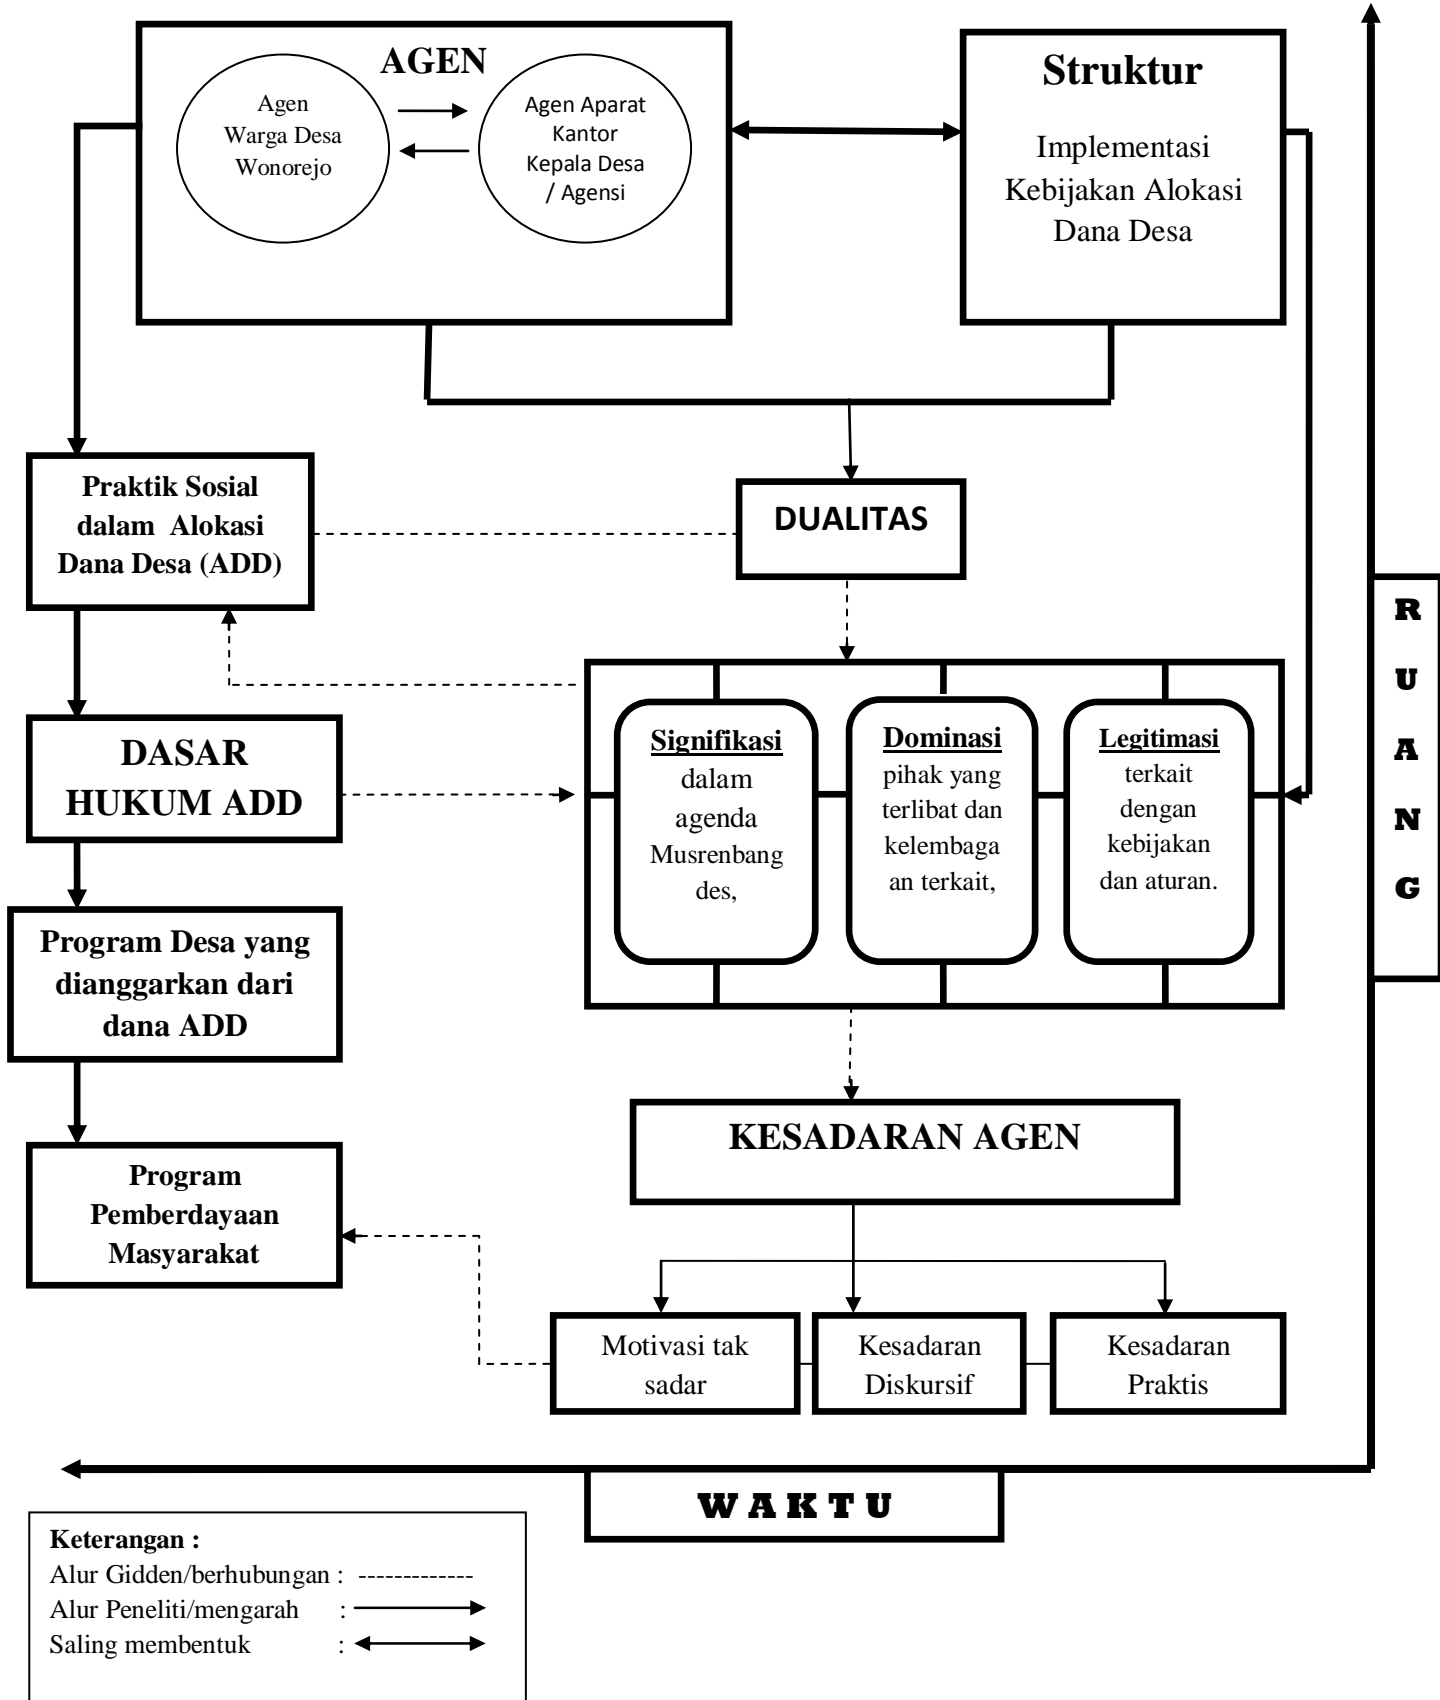 AGEN
Agen
Warga Desa
Wonorejo
Agen Aparat
Kantor
Kepala Desa
/ Agensi
Struktur
Implementasi
Kebijakan Alokasi
Dana Desa
Praktik Sosial
dalam Alokasi
Dana Desa (ADD)
DUALITAS
DASAR
HUKUM ADD
Signifikasi
dalam
agenda
Musrenbang
des,
Dominasi
pihak yang
terlibat dan
kelembaga
an terkait,
Legitimasi
terkait
dengan
kebijakan
dan aturan.
R
U
A
N
G
Program Desa yang
dianggarkan dari
dana ADD
KESADARAN AGEN
Program
Pemberdayaan
Masyarakat
Motivasi tak
sadar
Kesadaran
Diskursif
Kesadaran
Praktis
W A K T U
Keterangan :
Alur Gidden/berhubungan : -------------
Alur Peneliti/mengarah :
Saling membentuk :